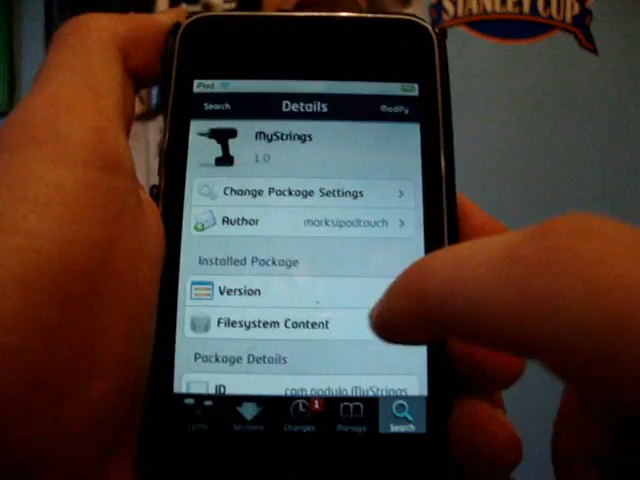 STANLEY CUP
iPod
Search Details Modify
MyStrings
1.0
Change Package Settings
Author marksipodtouch
Installed Package
Version
Filesystem Content
Package Details
ID
Changes 1
Manage
Search